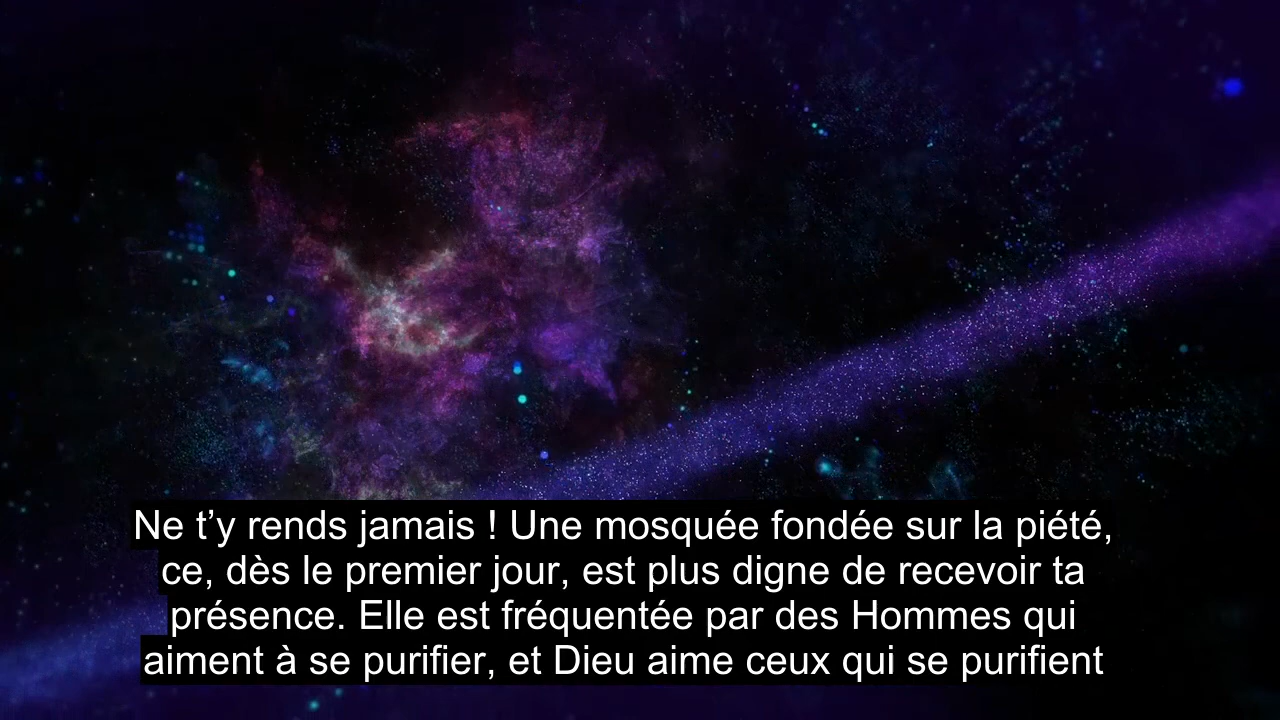 Ne t’y rends jamais ! Une mosquée fondée sur la piété,
ce, dès le premier jour, est plus digne de recevoir ta
présence. Elle est fréquentée par des Hommes qui
aiment à se purifier, et Dieu aime ceux qui se purifient